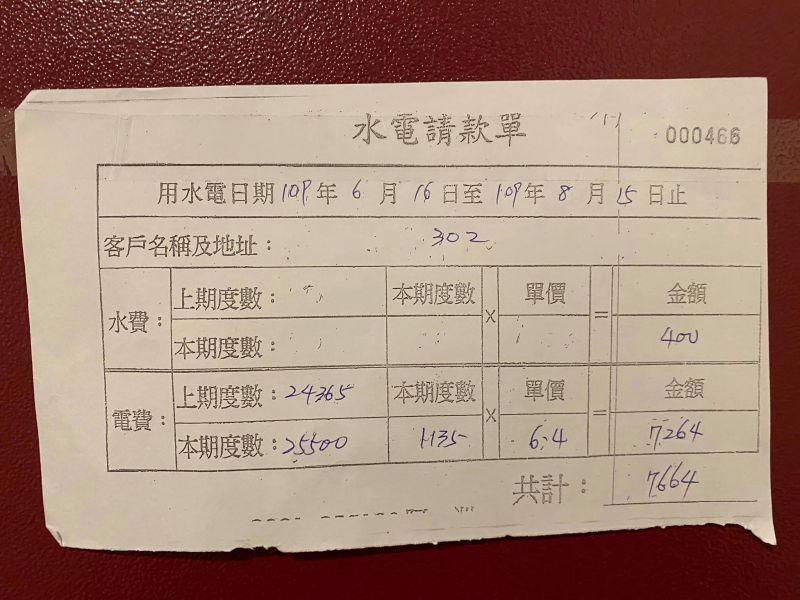 水電請款單 000466
用水電日期 109年 6 月 16 日至 109年 8 月 15 日止
客戶名稱及地址： 302
水費： 上期度數： 本期度數 × 單價 = 金額
本期度數： 400
電費： 上期度數：24365 本期度數 × 單價 = 金額
本期度數：25500 1135 6.4 7264
共計： 7664